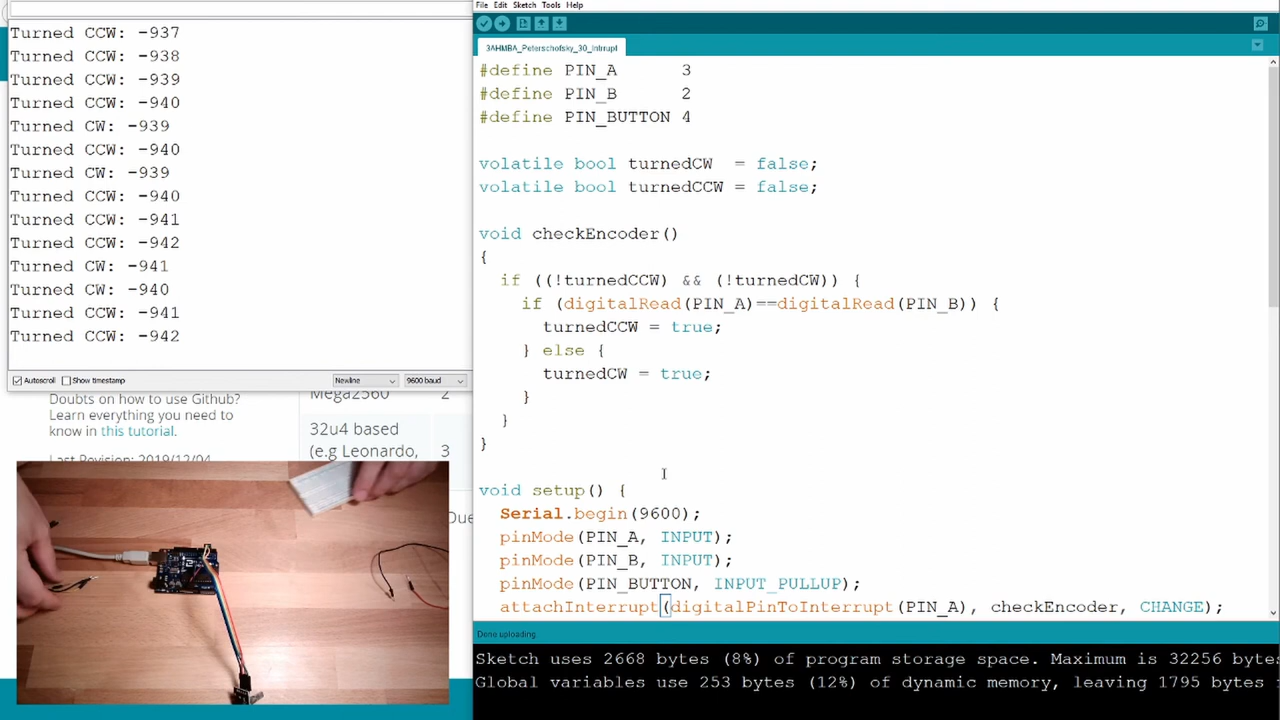 Turned CCW: -937
Turned CCW: -938
Turned CCW: -939
Turned CCW: -940
Turned CW: -939
Turned CCW: -940
Turned CW: -939
Turned CCW: -940
Turned CCW: -941
Turned CCW: -942
Turned CW: -941
Turned CW: -940
Turned CCW: -941
Turned CCW: -942
Autoscroll Show timestamp Newline 9600 baud
Doubts on how to use Github?
Learn everything you need to
know in this tutorial.
Last Revision: 2019/12/04
Mega2560 2
32u4 based
(e.g Leonardo, 3
Due
File Edit Sketch Tools Help
3AHMBA_Peterschofsky_30_Intrrupt
#define PIN_A 3
#define PIN_B 2
#define PIN_BUTTON 4
volatile bool turnedCW = false;
volatile bool turnedCCW = false;
void checkEncoder()
{
if ((!turnedCCW) && (!turnedCW)) {
if (digitalRead(PIN_A)==digitalRead(PIN_B)) {
turnedCCW = true;
} else {
turnedCW = true;
}
}
}
void setup() {
Serial.begin(9600);
pinMode(PIN_A, INPUT);
pinMode(PIN_B, INPUT);
pinMode(PIN_BUTTON, INPUT_PULLUP);
attachInterrupt(digitalPinToInterrupt(PIN_A), checkEncoder, CHANGE);
Done uploading
Sketch uses 2668 bytes (8%) of program storage space. Maximum is 32256 bytes
Global variables use 253 bytes (12%) of dynamic memory, leaving 1795 bytes